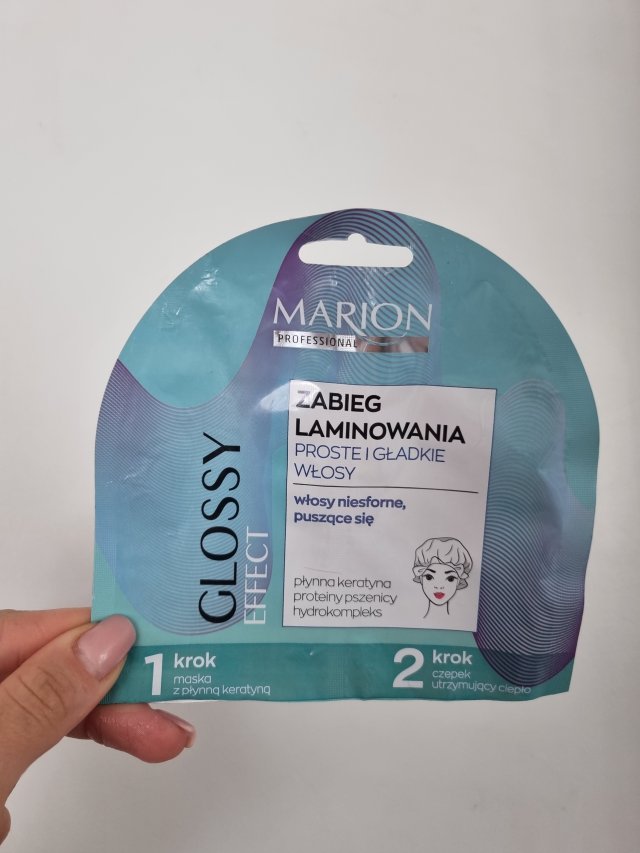 MARION
PROFESSIONAL
ZABIEG
LAMINOWANIA
PROSTE I GŁADKIE
WŁOSY
włosy niesforne,
puszące się
GLOSSY
EFFECT
płynna keratyna
proteiny pszenicy
hydrokompleks
1 krok
maska
z płynną keratyną
2 krok
czepek
utrzymujący ciepło